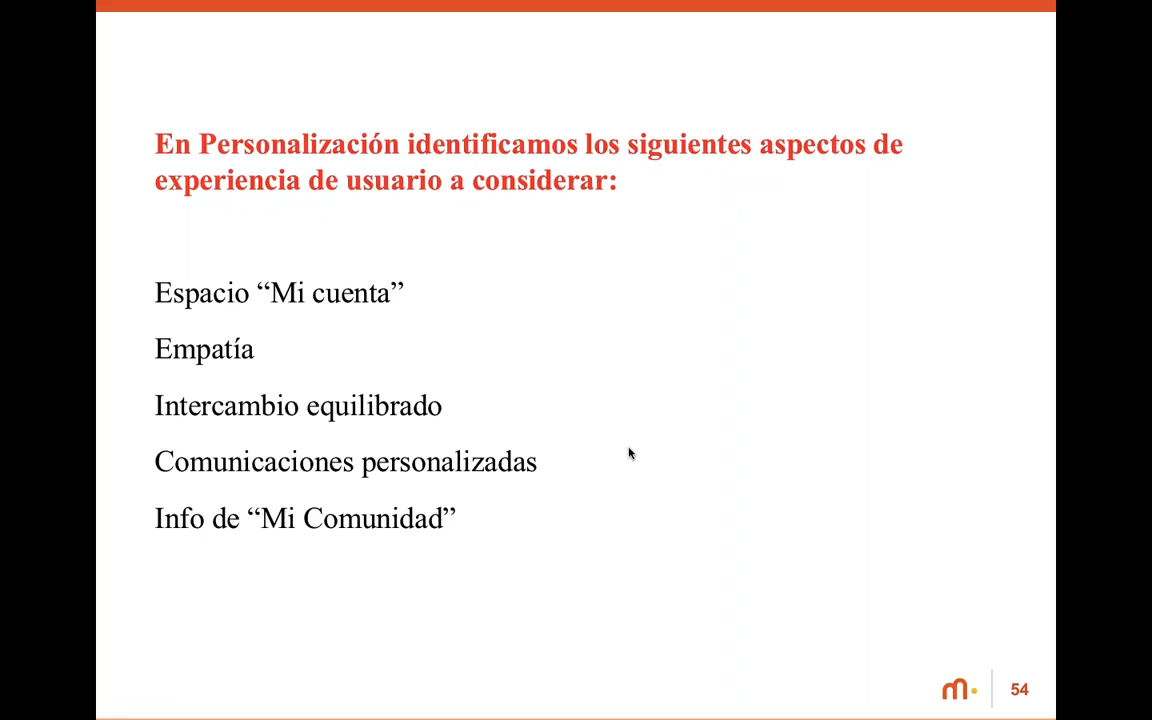 En Personalización identificamos los siguientes aspectos de
experiencia de usuario a considerar:
Espacio “Mi cuenta”
Empatía
Intercambio equilibrado
Comunicaciones personalizadas
Info de “Mi Comunidad”
m. 54